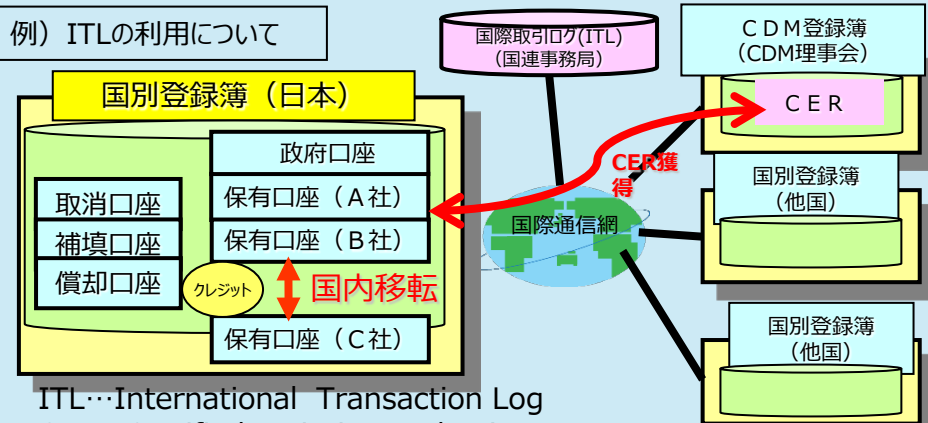 例）ITLの利用について
国際取引ログ(ITL)
（国連事務局）
ＣＤＭ登録簿
（CDM理事会）
ＣＥＲ
国別登録簿（日本）
政府口座
保有口座（Ａ社）
保有口座（Ｂ社）
取消口座
補填口座
償却口座
クレジット
国内移転
保有口座（Ｃ社）
CER獲
得
国際通信網
国別登録簿
（他国）
国別登録簿
（他国）
ITL…International Transaction Log